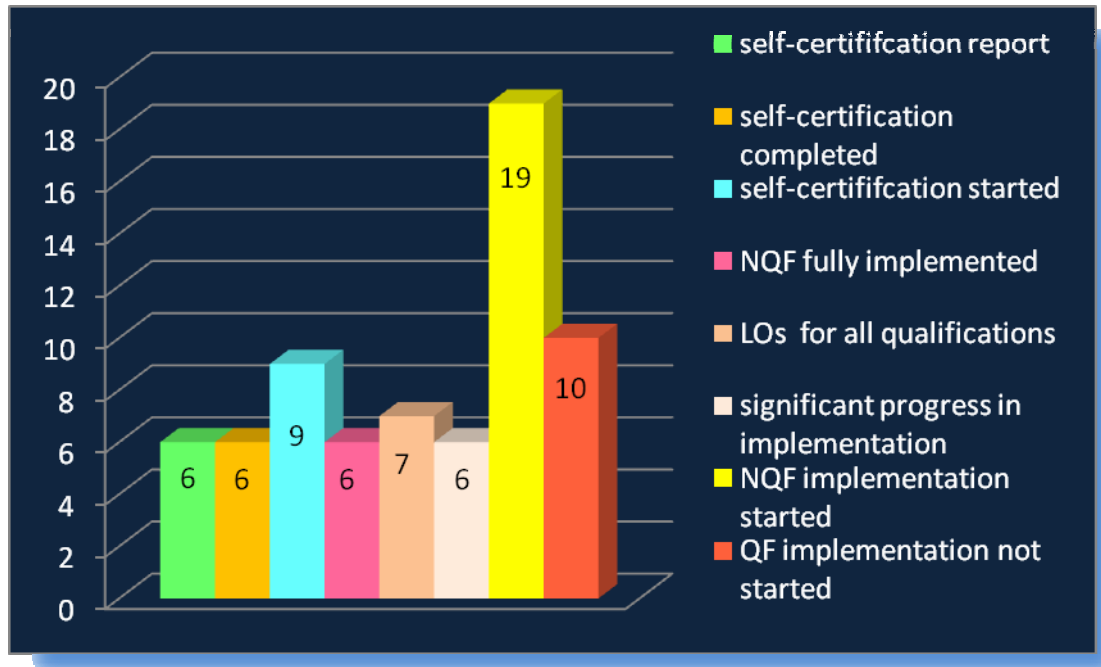 20
18
16
14
12
10
8
6
4
2
0
6
6
9
6
7
6
19
10
self-certififcation report
self-certification
completed
self-certififcation started
NQF fully implemented
LOs for all qualifications
significant progress in
implementation
NQF implementation
started
QF implementation not
started